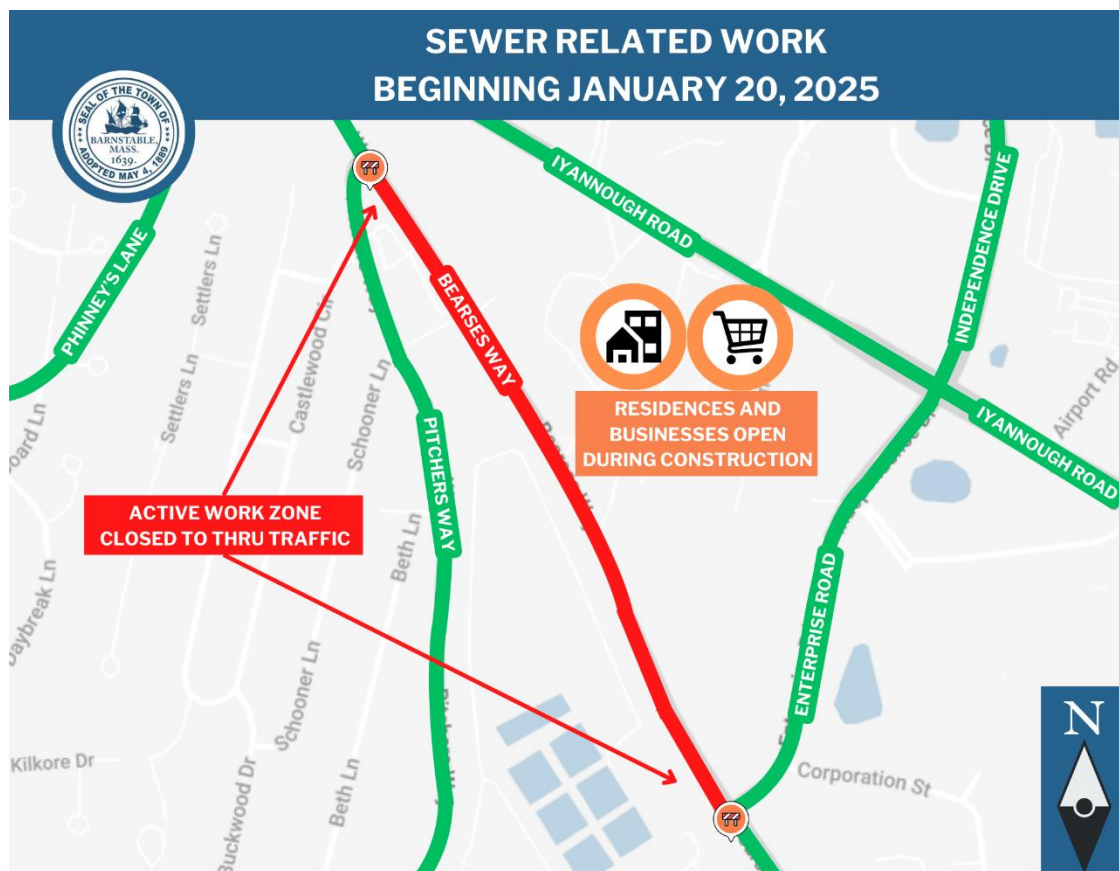 SEWER RELATED WORK
BEGINNING JANUARY 20, 2025
SEAL OF THE TOWN OF
BARNSTABLE,
MASS.
1639.
ADOPTED MAY 4, 1889
IYANNOUGH ROAD
INDEPENDENCE DRIVE
PHINNEY'S LANE
Settlers Ln
Settlers Ln
Settlers Ln
Castlewood Cir
Schooner Ln
BEARSES WAY
PITCHERS WAY
RESIDENCES AND
BUSINESSES OPEN
DURING CONSTRUCTION
IYANNOUGH ROAD
Airport Rd
ACTIVE WORK ZONE
CLOSED TO THRU TRAFFIC
Beth Ln
ENTERPRISE ROAD
Schooner Ln
Kilkore Dr
Buckwood Dr
Beth Ln
Corporation St
N